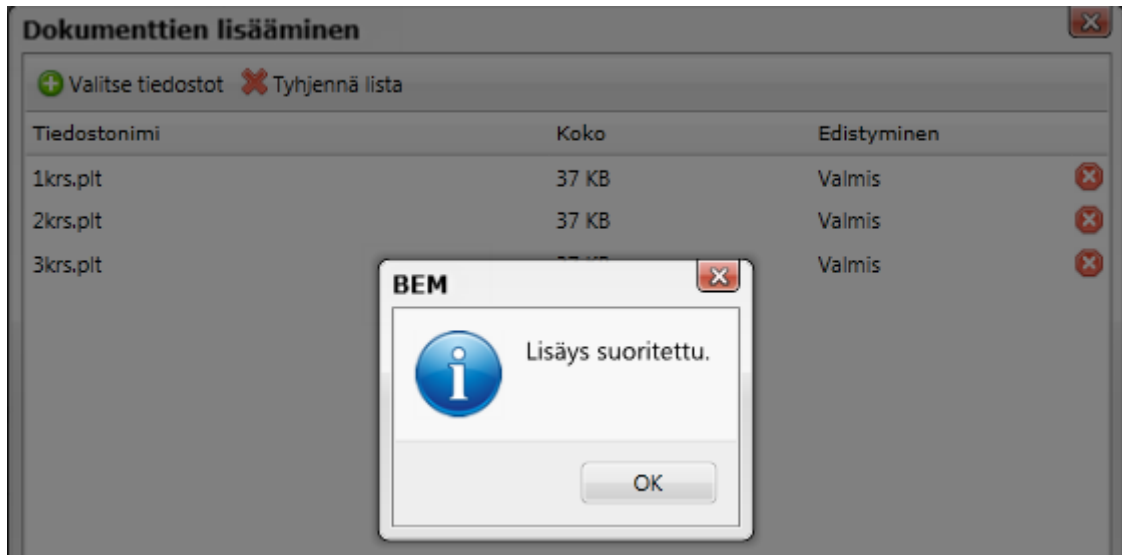 Dokumenttien lisääminen
Valitse tiedostot Tyhjennä lista
Tiedostonimi Koko Edistyminen
1krs.plt 37 KB Valmis
2krs.plt 37 KB Valmis
3krs.plt Valmis
BEM
Lisäys suoritettu.
OK